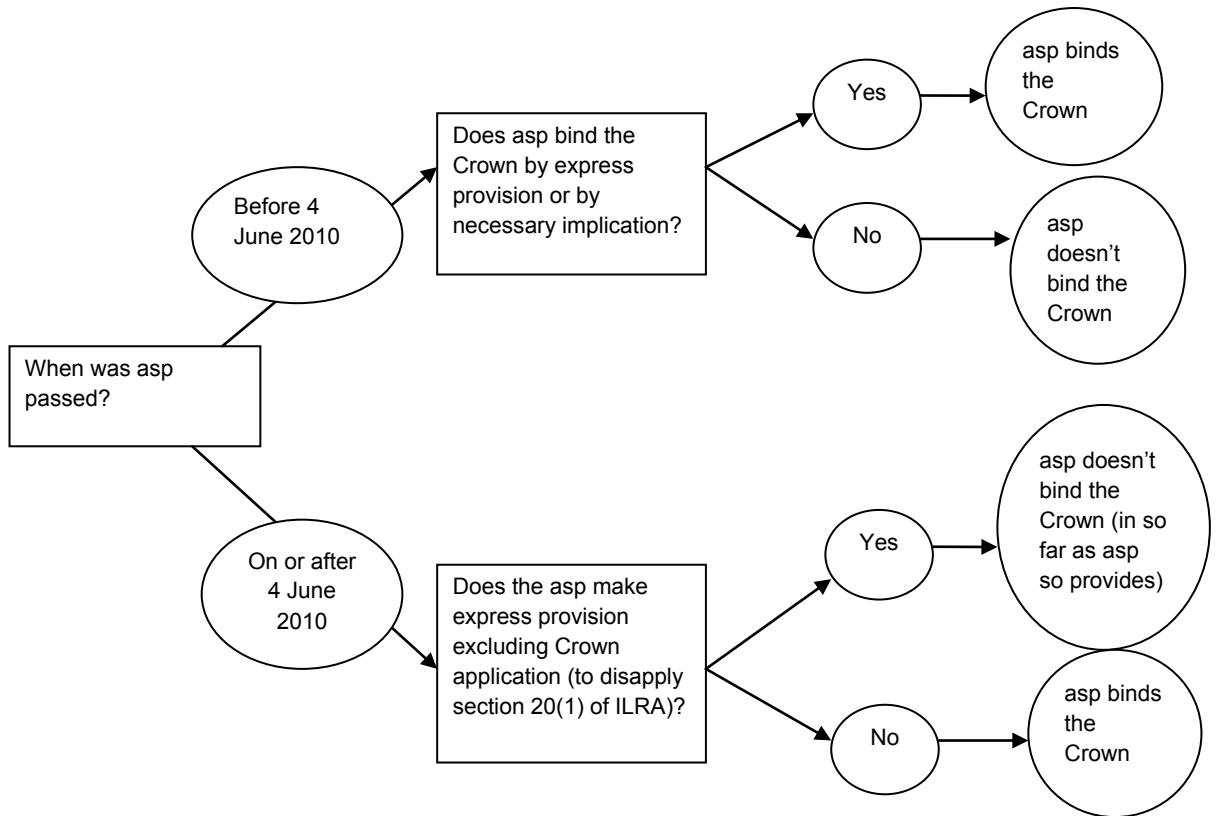 When was asp
passed?
Before 4
June 2010
Does asp bind the
Crown by express
provision or by
necessary implication?
Yes
asp binds
the
Crown
No
asp
doesn’t
bind the
Crown
On or after
4 June
2010
Does the asp make
express provision
excluding Crown
application (to disapply
section 20(1) of ILRA)?
Yes
asp doesn’t
bind the
Crown (in so
far as asp
so provides)
No
asp binds
the
Crown